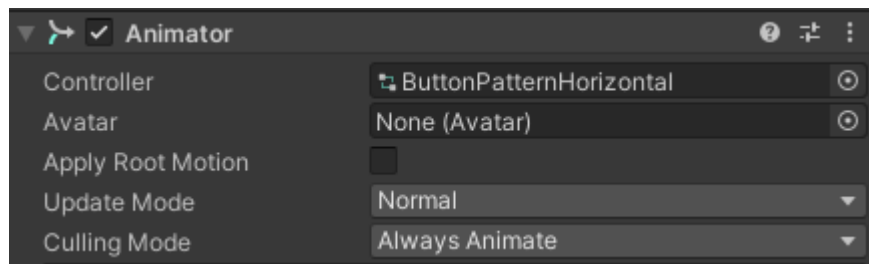 Animator
Controller ButtonPatternHorizontal
Avatar None (Avatar)
Apply Root Motion
Update Mode Normal
Culling Mode Always Animate